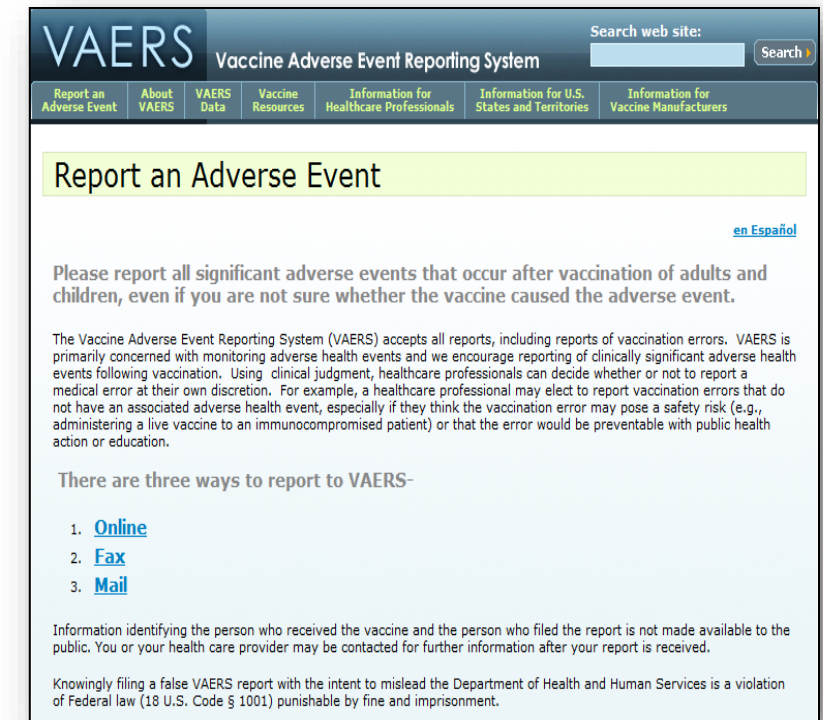 VAERS Vaccine Adverse Event Reporting System
Search web site:
Search
Report an Adverse Event
About VAERS
VAERS Data
Vaccine Resources
Information for Healthcare Professionals
Information for U.S. States and Territories
Information for Vaccine Manufacturers
Report an Adverse Event
en Español
Please report all significant adverse events that occur after vaccination of adults and
children, even if you are not sure whether the vaccine caused the adverse event.
The Vaccine Adverse Event Reporting System (VAERS) accepts all reports, including reports of vaccination errors. VAERS is
primarily concerned with monitoring adverse health events and we encourage reporting of clinically significant adverse health
events following vaccination. Using clinical judgment, healthcare professionals can decide whether or not to report a
medical error at their own discretion. For example, a healthcare professional may elect to report vaccination errors that do
not have an associated adverse health event, especially if they think the vaccination error may pose a safety risk (e.g.,
administering a live vaccine to an immunocompromised patient) or that the error would be preventable with public health
action or education.
There are three ways to report to VAERS-
1. Online
2. Fax
3. Mail
Information identifying the person who received the vaccine and the person who filed the report is not made available to the
public. You or your health care provider may be contacted for further information after your report is received.
Knowingly filing a false VAERS report with the intent to mislead the Department of Health and Human Services is a violation
of Federal law (18 U.S. Code § 1001) punishable by fine and imprisonment.